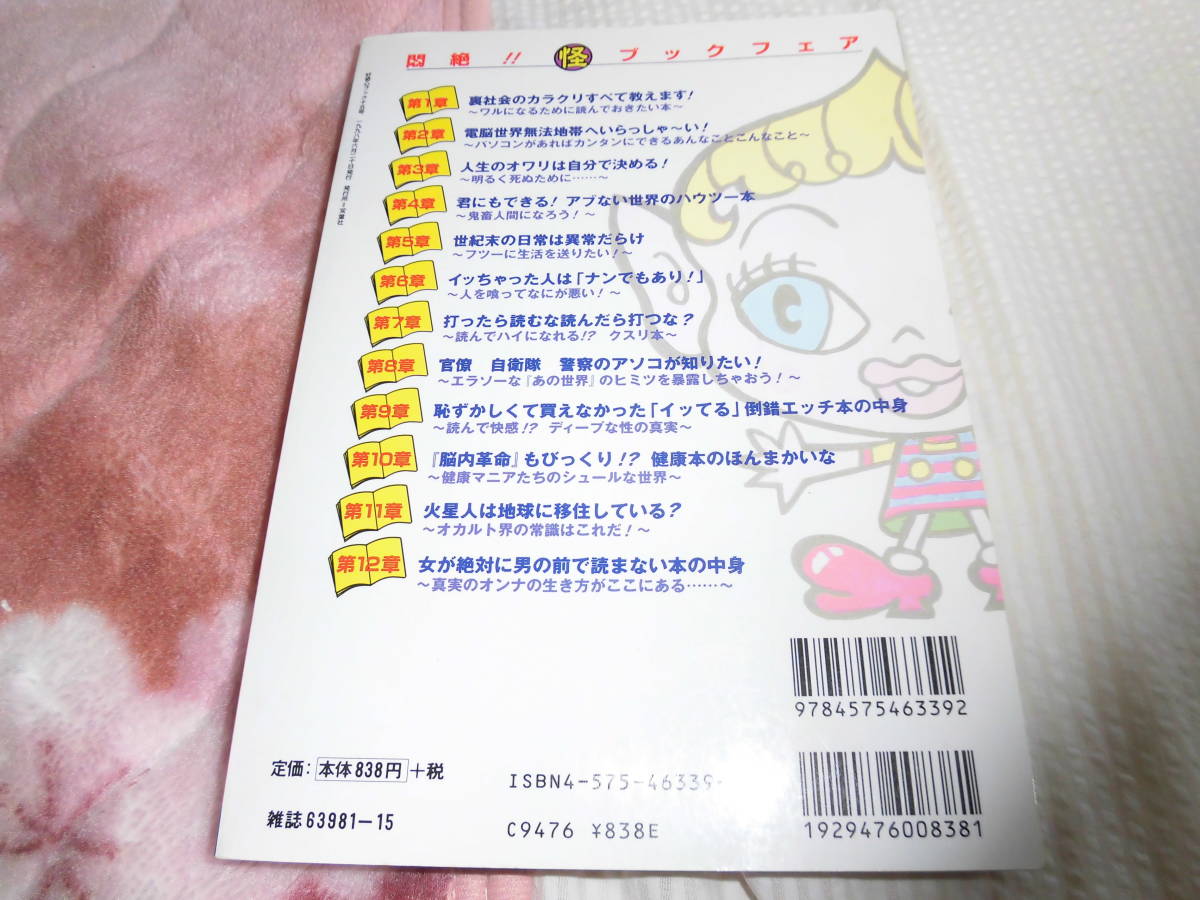 悶絶!! 怪 ブックフェア
第1章 裏社会のカラクリすべて教えます!
〜ワルになるために読んでおきたい本〜
第2章 電脳世界無法地帯へいらっしゃ〜い!
〜パソコンがあればカンタンにできるあんなことこんなこと〜
第3章 人生のオワリは自分で決める!
〜明るく死ぬために……〜
第4章 君にもできる! アブない世界のハウツー本
〜鬼畜人間になろう! 〜
第5章 世紀末の日常は異常だらけ
〜フツーに生活を送りたい!〜
第6章 イッちゃった人は「ナンでもあり!」
〜人を喰ってなにが悪い! 〜
第7章 打ったら読むな読んだら打つな?
〜読んでハイになれる!? クスリ本〜
第8章 官僚 自衛隊 警察のアソコが知りたい!
〜エラソーな『あの世界』のヒミツを暴露しちゃおう! 〜
第9章 恥ずかしくて買えなかった「イッてる」倒錯エッチ本の中身
〜読んで快感!? ディープな性の真実〜
第10章 『脳内革命』もびっくり!? 健康本のほんまかいな
〜健康マニアたちのシュールな世界〜
第11章 火星人は地球に移住している?
〜オカルト界の常識はこれだ! 〜
第12章 女が絶対に男の前で読まない本の中身
〜真実のオンナの生き方がここにある……〜
9784575463392
定価: 本体838円 +税
ISBN4-575-46339-
雑誌 63981-15
C9476 ¥838E
1929476008381